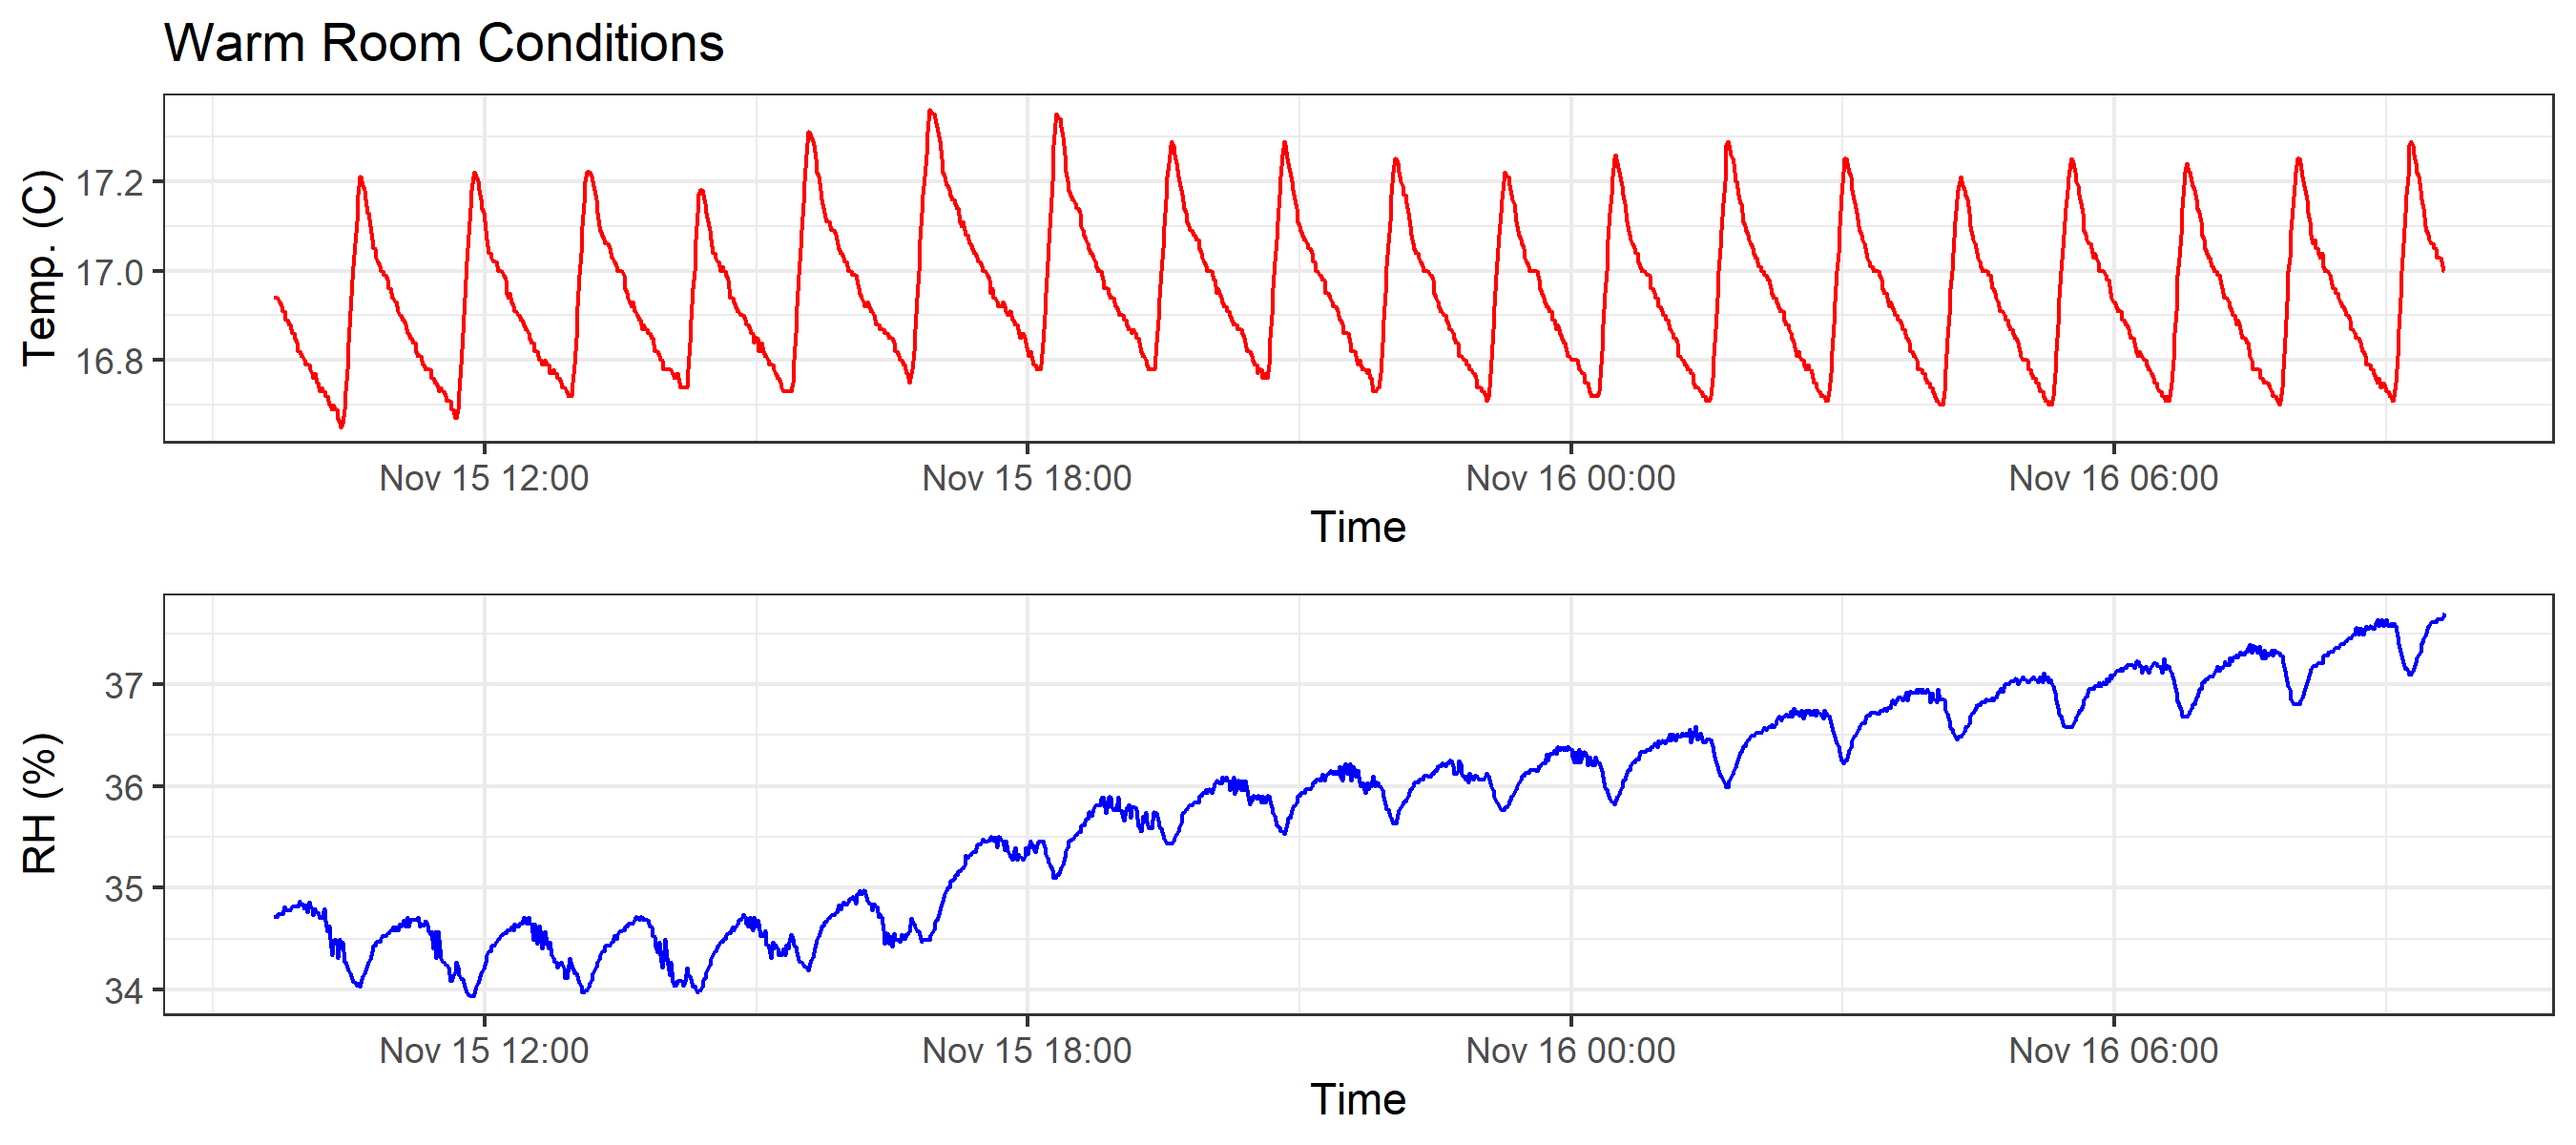 Warm Room Conditions
Temp. (C)
17.2
17.0
16.8
Nov 15 12:00 Nov 15 18:00 Nov 16 00:00 Nov 16 06:00
Time
RH (%)
37
36
35
34
Nov 15 12:00 Nov 15 18:00 Nov 16 00:00 Nov 16 06:00
Time